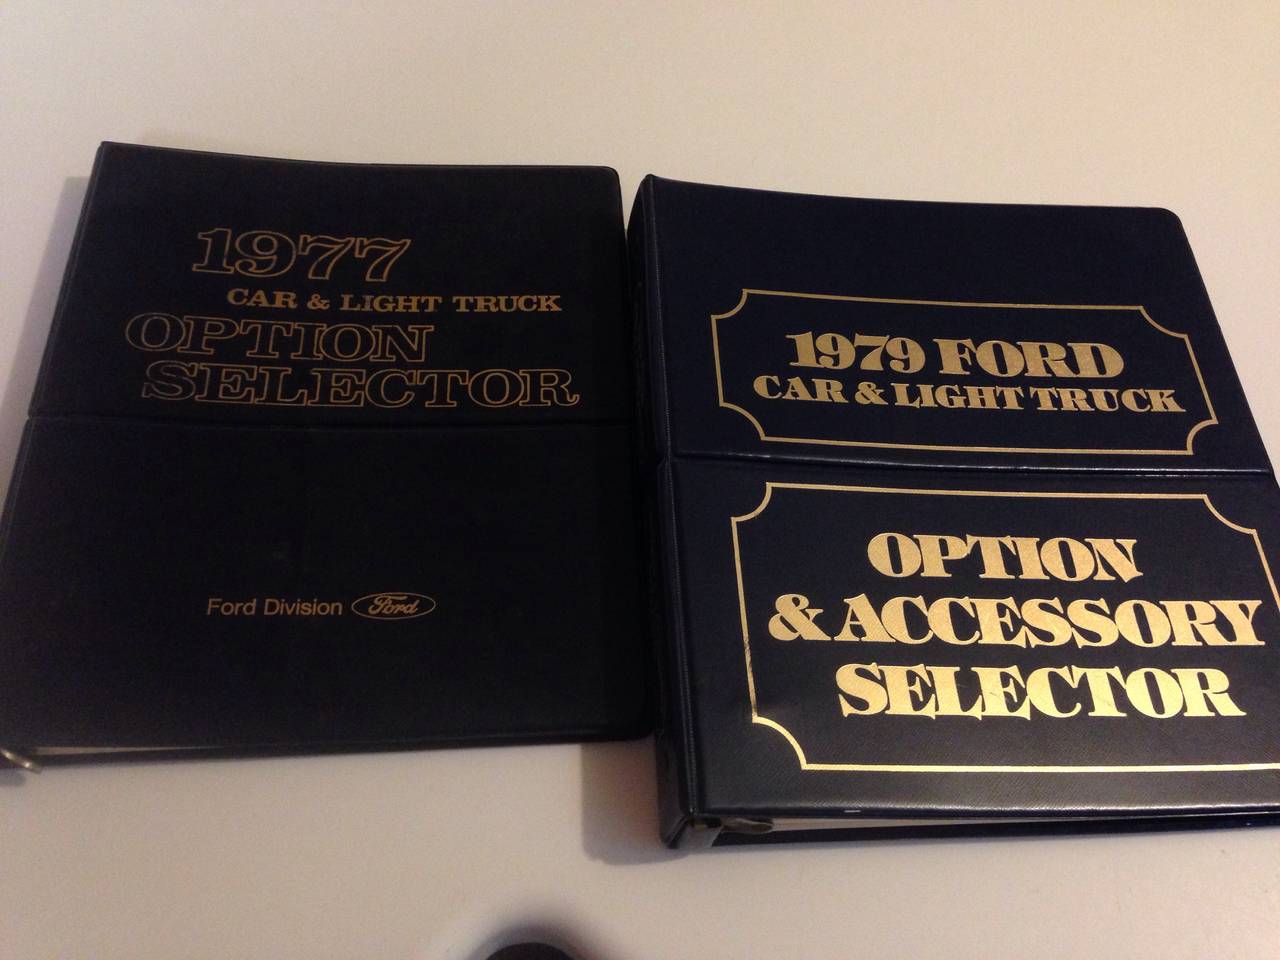 1977
CAR & LIGHT TRUCK
OPTION
SELECTOR
Ford Division Ford
1979 FORD
CAR & LIGHT TRUCK
OPTION
& ACCESSORY
SELECTOR